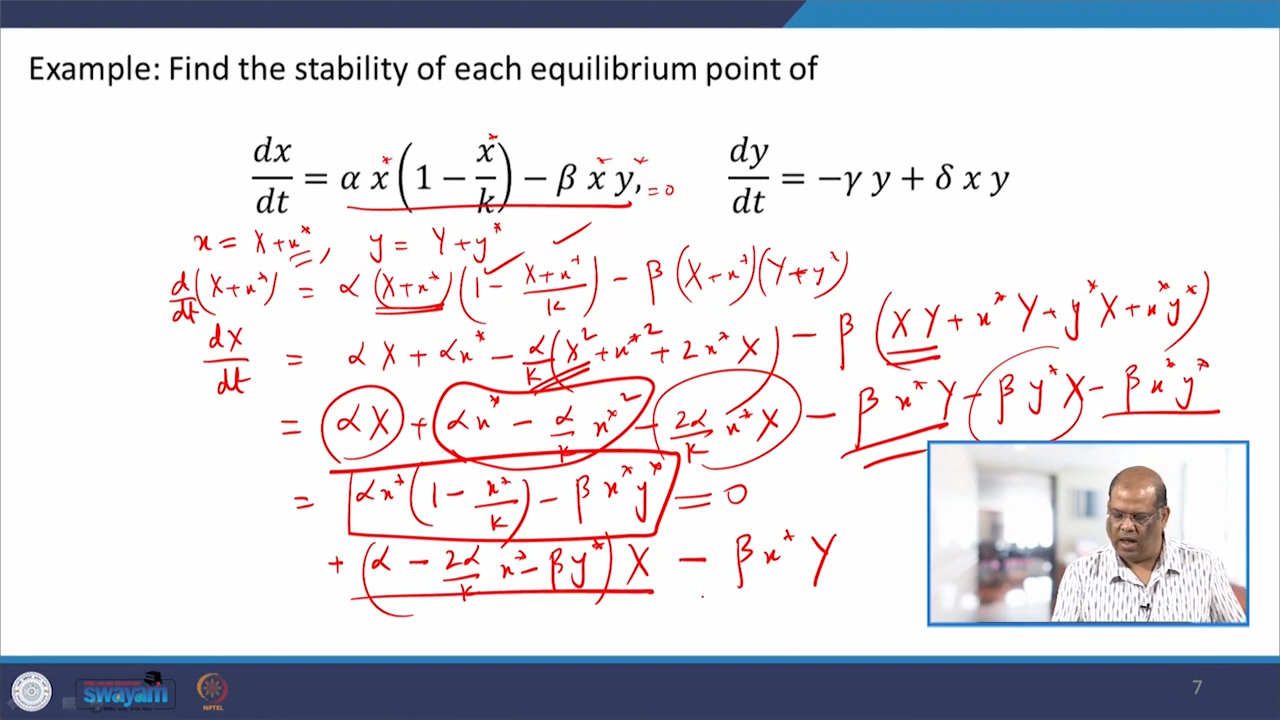 Example: Find the stability of each equilibrium point of
dx/dt = α x* (1 − x*/k) − β x* y*, = 0    dy/dt = −γ y + δ x y
x = X + x*, y = Y + y* ✓
d/dt (X + x*) = α (X + x*) (1 − (X + x*)/k) − β (X + x*)(Y + y*)
dX/dt = αX + αx* − α/k (X² + x*² + 2x*X) − β (XY + x*Y + y*X + x*y*)
= αX + αx* − α/k x*² − 2α/k x*X − βx*Y − βy*X − βx*y*
= αx* (1 − x*/k) − βx*y* = 0
+ (α − 2α/k x* − βy*) X − βx*Y
swayam
NPTEL
7